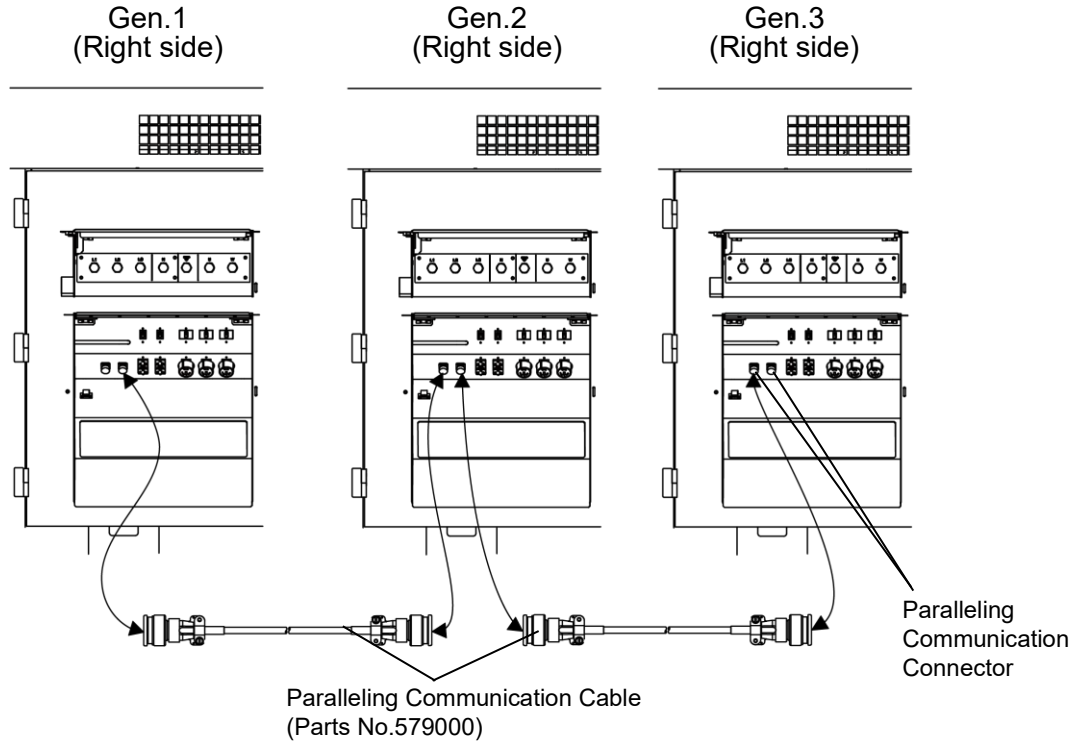 Gen.1
(Right side)
Gen.2
(Right side)
Gen.3
(Right side)
Paralleling
Communication
Connector
Paralleling Communication Cable
(Parts No.579000)